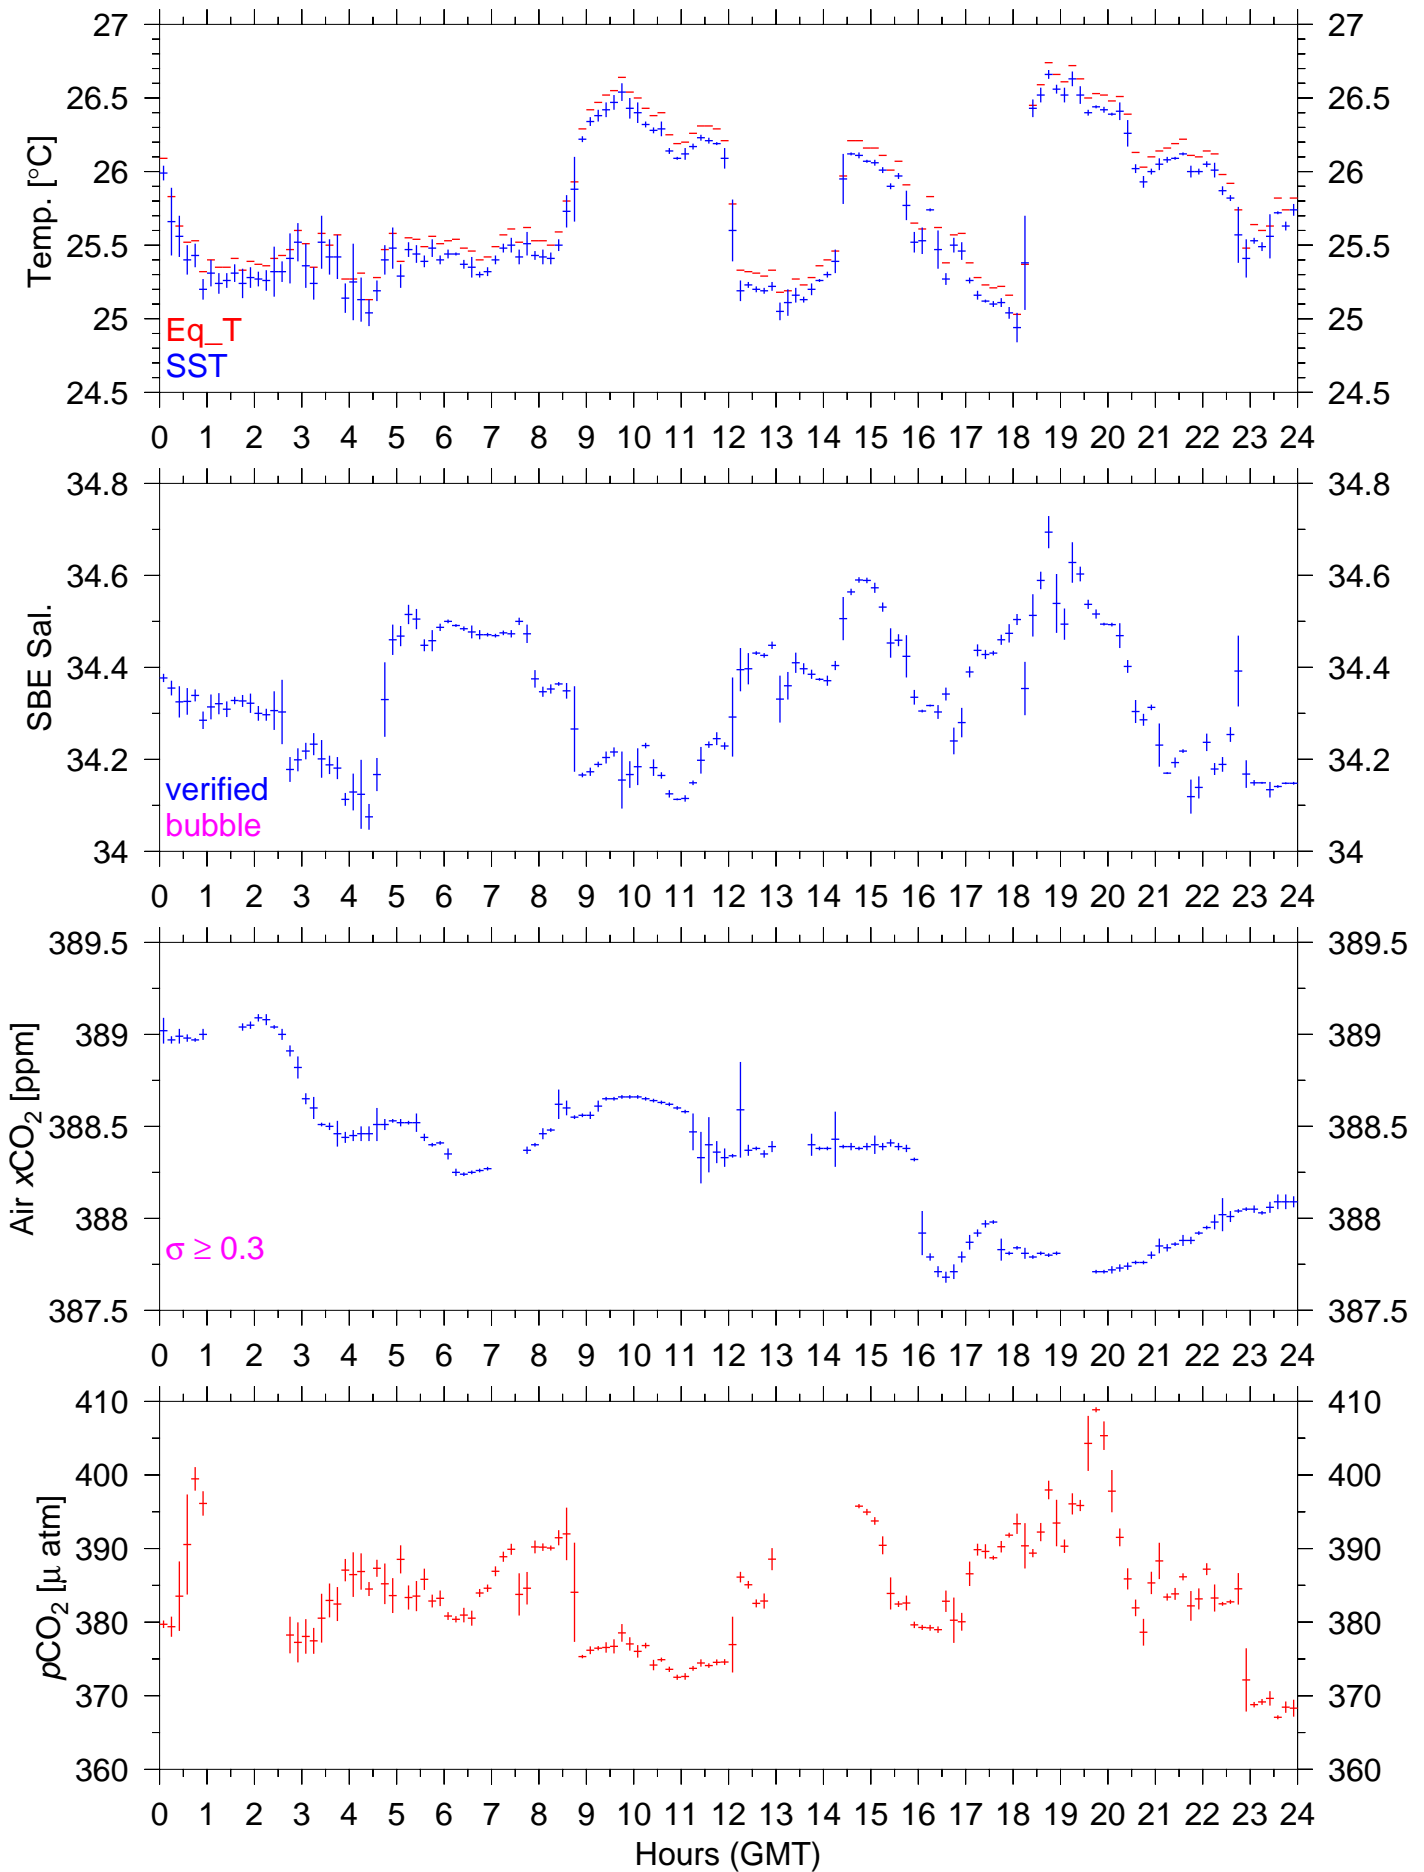 27 27
26.5 26.5
26 26
25.5 25.5
25 25
24.5 24.5
Temp. [°C]
Eq_T
SST
0 1 2 3 4 5 6 7 8 9 10 11 12 13 14 15 16 17 18 19 20 21 22 23 24
34.8 34.8
34.6 34.6
34.4 34.4
34.2 34.2
34 34
SBE Sal.
verified
bubble
0 1 2 3 4 5 6 7 8 9 10 11 12 13 14 15 16 17 18 19 20 21 22 23 24
389.5 389.5
389 389
388.5 388.5
388 388
387.5 387.5
Air xCO₂ [ppm]
σ ≥ 0.3
0 1 2 3 4 5 6 7 8 9 10 11 12 13 14 15 16 17 18 19 20 21 22 23 24
410 410
400 400
390 390
380 380
370 370
360 360
pCO₂ [μ atm]
0 1 2 3 4 5 6 7 8 9 10 11 12 13 14 15 16 17 18 19 20 21 22 23 24
Hours (GMT)